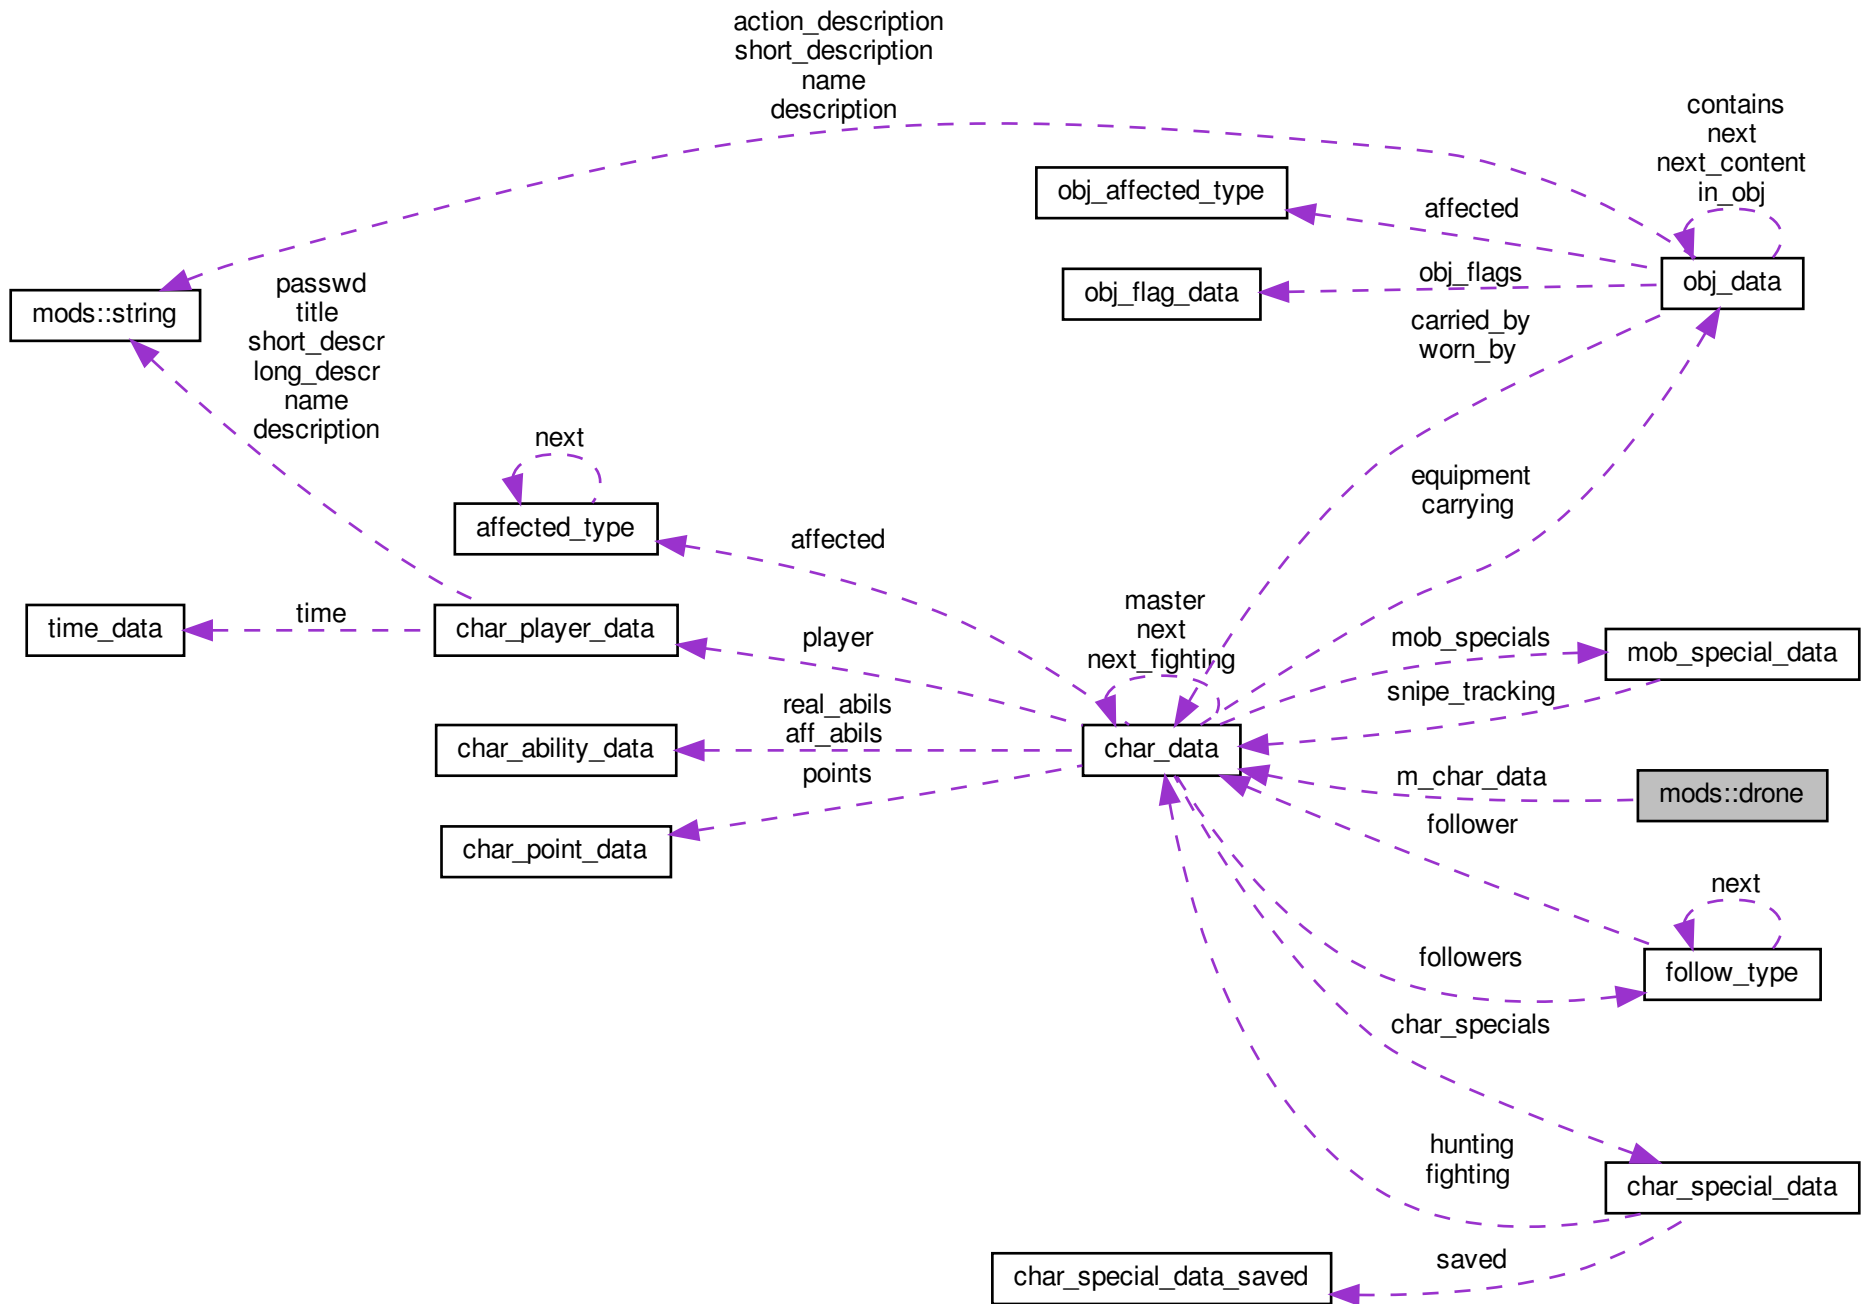 action_description
short_description
name
description
contains
next
next_content
in_obj
obj_affected_type
affected
obj_flags
obj_data
obj_flag_data
mods::string
passwd
title
short_descr
long_descr
name
description
carried_by
worn_by
next
equipment
carrying
affected_type
affected
time_data
time
char_player_data
player
master
next
next_fighting
mob_specials
mob_special_data
snipe_tracking
real_abils
aff_abils
char_ability_data
char_data
points
m_char_data
mods::drone
follower
char_point_data
next
followers
follow_type
char_specials
hunting
fighting
char_special_data
saved
char_special_data_saved